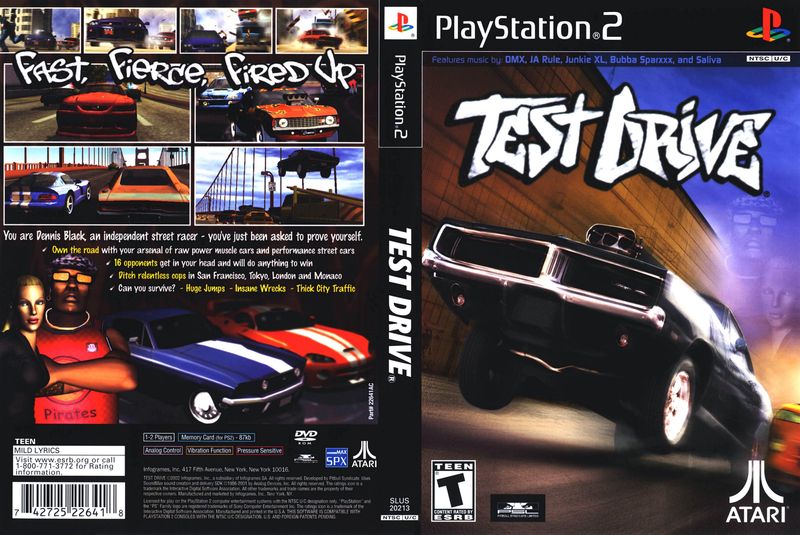 FAST, FIERCE, FIRED UP
You are Dennis Black, an independent street racer - you've just been asked to prove yourself.
✓ Own the road with your arsenal of raw power muscle cars and performance street cars
✓ 16 opponents get in your head and will do anything to win
✓ Ditch relentless cops in San Francisco, Tokyo, London and Monaco
✓ Can you survive? - Huge Jumps - Insane Wrecks - Thick City Traffic
Pirates
Part# 22641AC
TEEN
MILD LYRICS
Visit www.esrb.org or call
1-800-771-3772 for Rating
information.
7 42725 22641 8
1-2 Players
Memory Card (for PS2) - 87kb
Analog Control
Vibration Function
Pressure Sensitive
DVD
ROM
SPX
ATARI
Infogrames, Inc. 417 Fifth Avenue, New York, New York 10016.
PlayStation®2
TEST DRIVE®
SLUS
20213
NTSC U/C
PlayStation®2
NTSC U/C
Features music by: DMX, JA Rule, Junkie XL, Bubba Sparxxx, and Saliva
TEST DRIVE®
TEEN
T
CONTENT RATED BY
ESRB
ATARI®